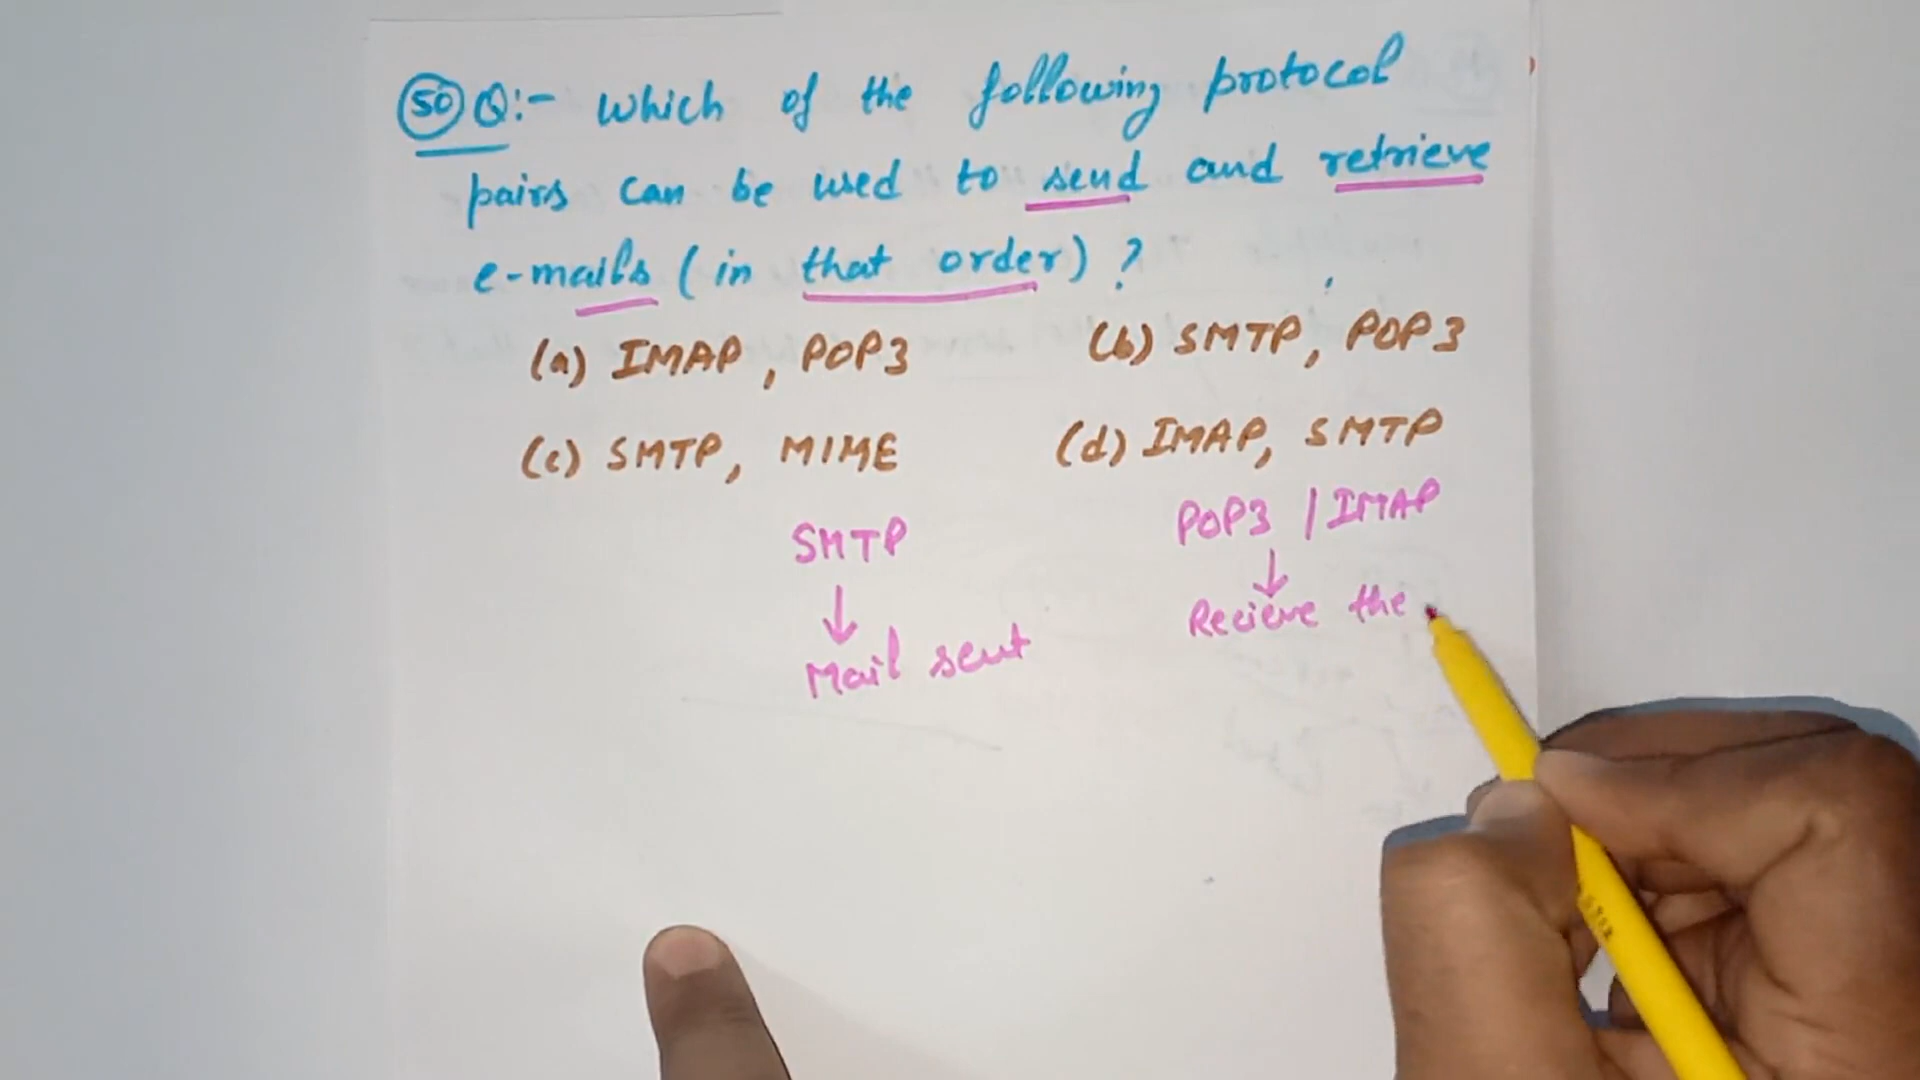 50 Q:- Which of the following protocol
pairs can be used to send and retrieve
e-mails (in that order) ?
(a) IMAP, POP3 (b) SMTP, POP3
(c) SMTP, MIME (d) IMAP, SMTP
SMTP POP3 / IMAP
↓ ↓
Mail sent Recieve the